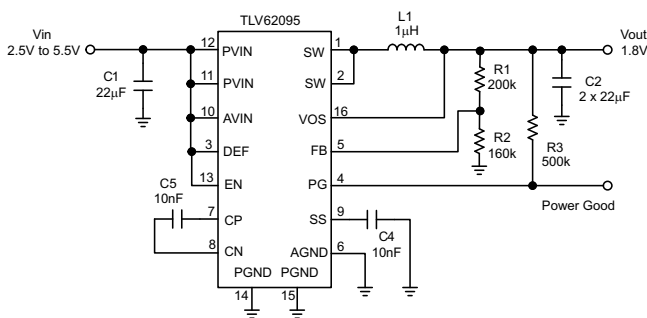 TLV62095
Vin
2.5V to 5.5V
C1
22μF
12
PVIN
11
PVIN
10
AVIN
3
DEF
13
EN
C5
10nF
7
CP
8
CN
PGND
14
PGND
15
SW
1
SW
2
VOS
16
FB
5
PG
4
SS
9
AGND
6
C4
10nF
L1
1μH
R1
200k
R2
160k
R3
500k
C2
2 x 22μF
Vout
1.8V
Power Good